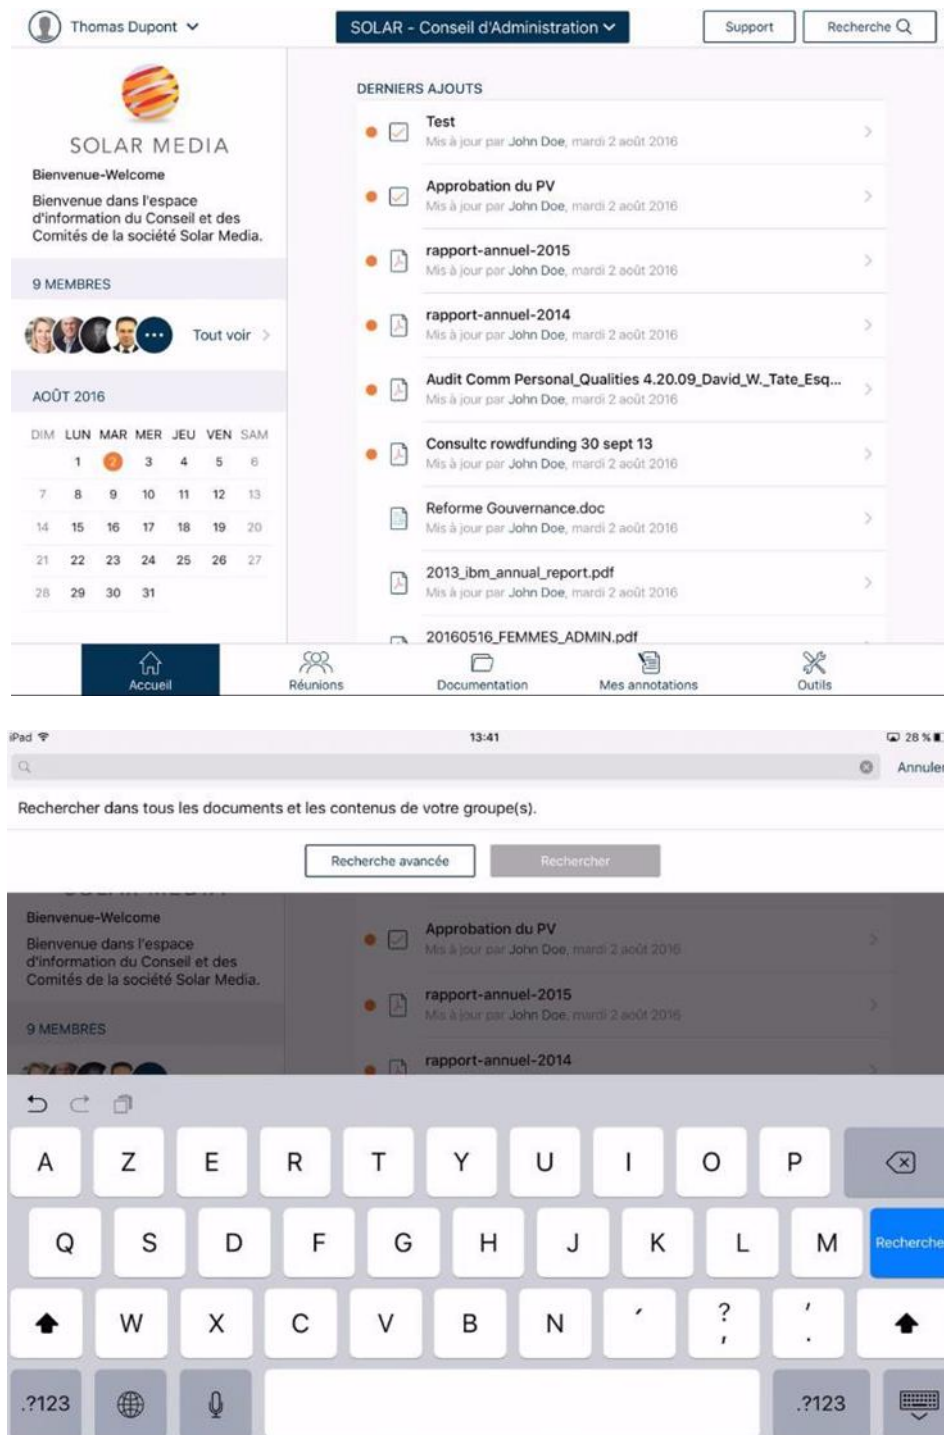 Thomas Dupont
SOLAR - Conseil d'Administration
Support
Recherche
SOLAR MEDIA
Bienvenue-Welcome
Bienvenue dans l'espace
d'information du Conseil et des
Comités de la société Solar Media.
9 MEMBRES
Tout voir
AOÛT 2016
DIM LUN MAR MER JEU VEN SAM
1 2 3 4 5 6
7 8 9 10 11 12 13
14 15 16 17 18 19 20
21 22 23 24 25 26 27
28 29 30 31
DERNIERS AJOUTS
Test
Mis à jour par John Doe, mardi 2 août 2016
Approbation du PV
Mis à jour par John Doe, mardi 2 août 2016
rapport-annuel-2015
Mis à jour par John Doe, mardi 2 août 2016
rapport-annuel-2014
Mis à jour par John Doe, mardi 2 août 2016
Audit Comm Personal_Qualities 4.20.09_David_W._Tate_Esq...
Mis à jour par John Doe, mardi 2 août 2016
Consultc rowdfunding 30 sept 13
Mis à jour par John Doe, mardi 2 août 2016
Reforme Gouvernance.doc
Mis à jour par John Doe, mardi 2 août 2016
2013_ibm_annual_report.pdf
Mis à jour par John Doe, mardi 2 août 2016
20160516_FEMMES_ADMIN.pdf
Accueil
Réunions
Documentation
Mes annotations
Outils
iPad
13:41
28 %
Annuler
Rechercher dans tous les documents et les contenus de votre groupe(s).
Recherche avancée
Rechercher
Bienvenue-Welcome
Bienvenue dans l'espace
d'information du Conseil et des
Comités de la société Solar Media.
9 MEMBRES
Approbation du PV
Mis à jour par John Doe, mardi 2 août 2016
rapport-annuel-2015
Mis à jour par John Doe, mardi 2 août 2016
rapport-annuel-2014
A Z E R T Y U I O P
Q S D F G H J K L M Recherche
W X C V B N ´ ? , ' .
.?123 .?123